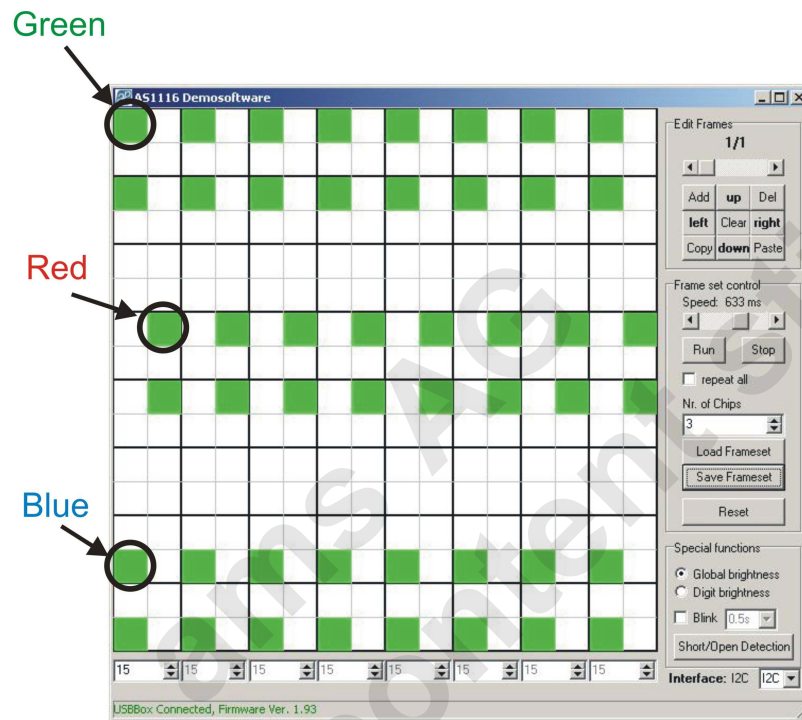 Green
AS1116 Demosoftware
Edit Frames
1/1
Add up Del
left Clear right
Copy down Paste
Red
Frame set control
Speed: 633 ms
Run Stop
repeat all
Nr. of Chips
3
Load Frameset
Save Frameset
Reset
Blue
Special functions
Global brightness
Digit brightness
Blink 0.5s
Short/Open Detection
15 15 15 15 15 15 15 15
Interface: I2C I2C
USBBox Connected, Firmware Ver. 1.93
ams AG